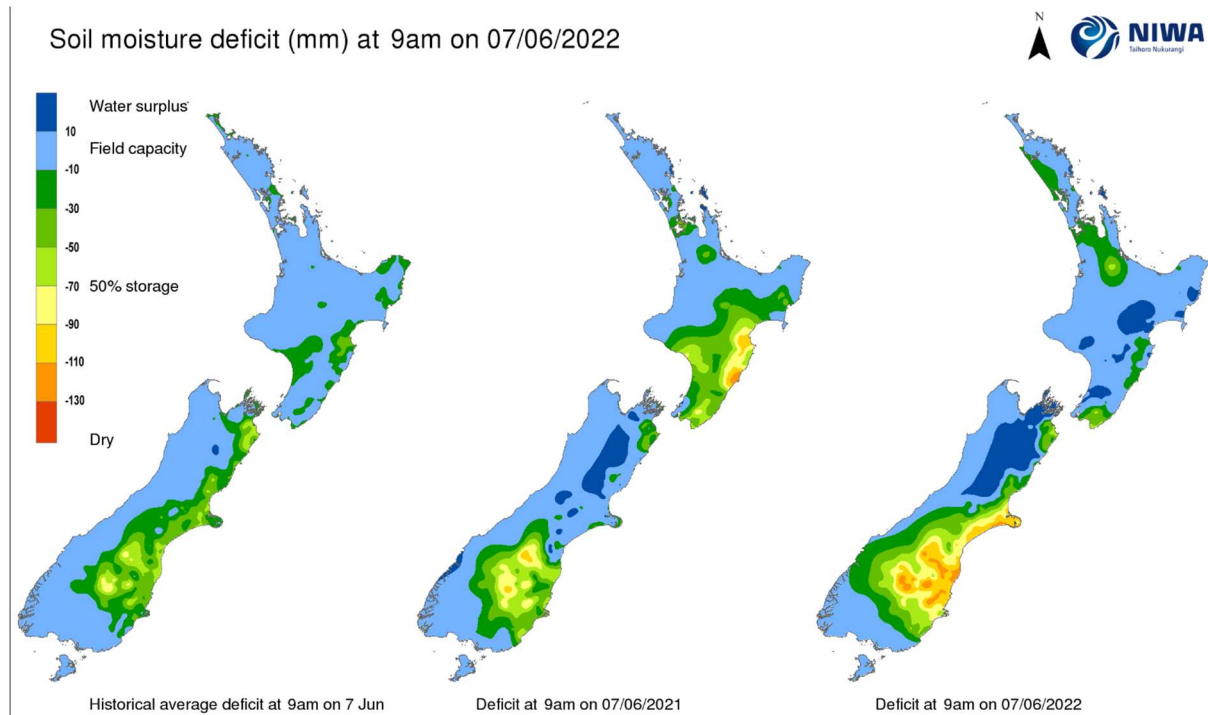 Soil moisture deficit (mm) at 9am on 07/06/2022
N
NIWA
Taihoro Nukurangi
Water surplus
10
Field capacity
-10
-30
-50
50% storage
-70
-90
-110
-130
Dry
Historical average deficit at 9am on 7 Jun
Deficit at 9am on 07/06/2021
Deficit at 9am on 07/06/2022